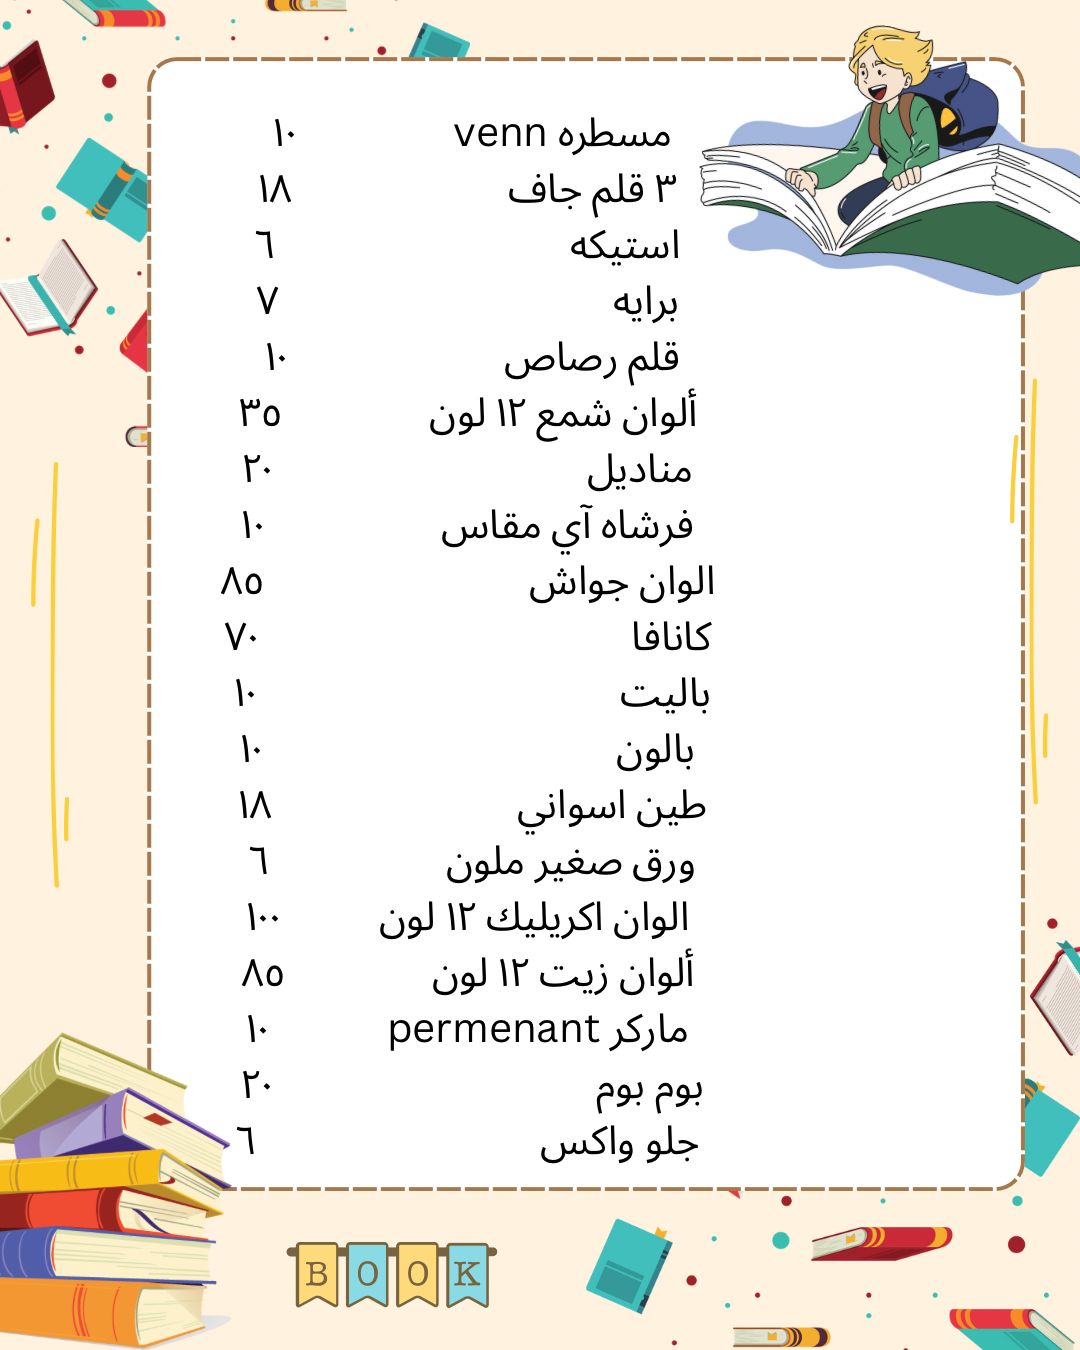 مسطره venn ١٠
٣ قلم جاف ١٨
استيكه ٦
برايه ٧
قلم رصاص ١٠
ألوان شمع ١٢ لون ٣٥
مناديل ٢٠
فرشاه آي مقاس ١٠
الوان جواش ٨٥
كانافا ٧٠
باليت ١٠
بالون ١٠
طين اسواني ١٨
ورق صغير ملون ٦
الوان اكريليك ١٢ لون ١٠٠
ألوان زيت ١٢ لون ٨٥
ماركر permenant ١٠
بوم بوم ٢٠
جلو واكس ٦
BOOK